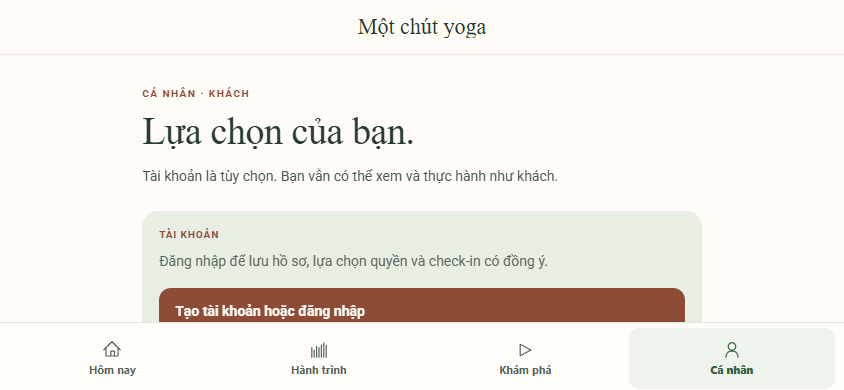 Một chút yoga
CÁ NHÂN · KHÁCH
Lựa chọn của bạn.
Tài khoản là tùy chọn. Bạn vẫn có thể xem và thực hành như khách.
TÀI KHOẢN
Đăng nhập để lưu hồ sơ, lựa chọn quyền và check-in có đồng ý.
Tạo tài khoản hoặc đăng nhập
Hôm nay
Hành trình
Khám phá
Cá nhân